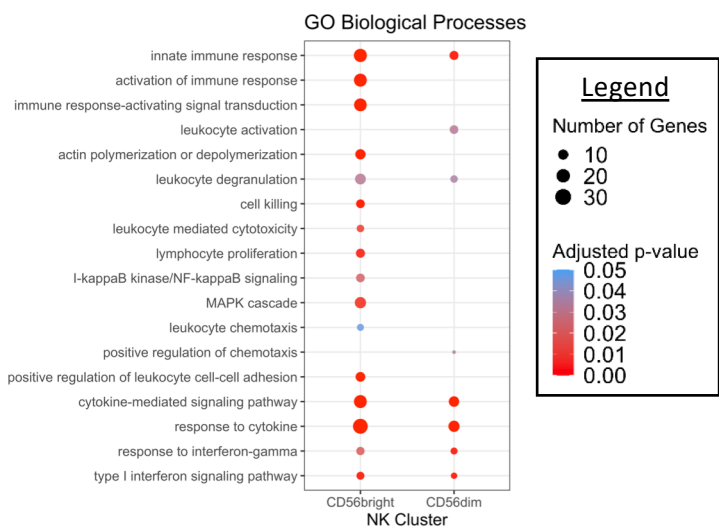 GO Biological Processes
innate immune response
activation of immune response
immune response-activating signal transduction
leukocyte activation
actin polymerization or depolymerization
leukocyte degranulation
cell killing
leukocyte mediated cytotoxicity
lymphocyte proliferation
I-kappaB kinase/NF-kappaB signaling
MAPK cascade
leukocyte chemotaxis
positive regulation of chemotaxis
positive regulation of leukocyte cell-cell adhesion
cytokine-mediated signaling pathway
response to cytokine
response to interferon-gamma
type I interferon signaling pathway
CD56bright CD56dim
NK Cluster
Legend
Number of Genes
10
20
30
Adjusted p-value
0.05
0.04
0.03
0.02
0.01
0.00